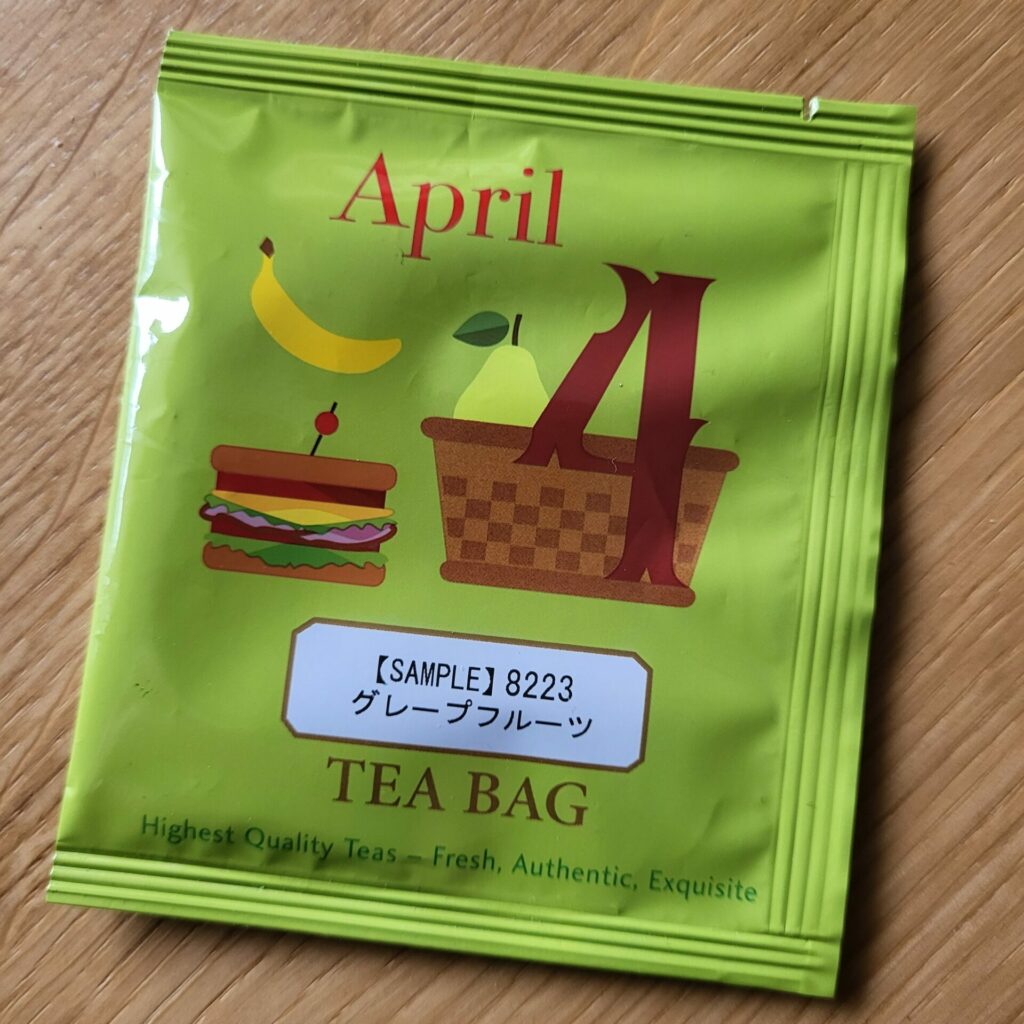 April
A
【SAMPLE】8223
グレープフルーツ
TEA BAG
Highest Quality Teas – Fresh, Authentic, Exquisite